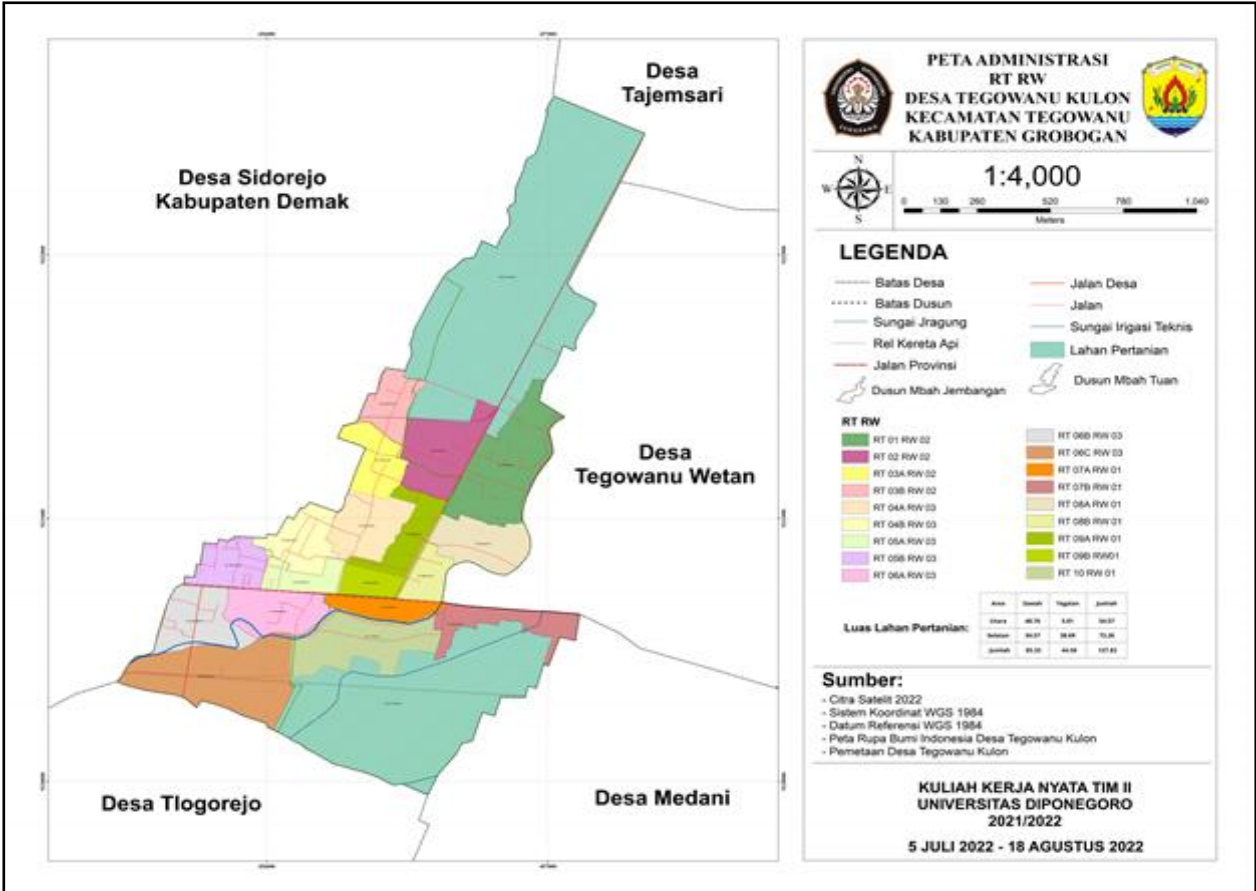 Desa
Tajemsari
Desa Sidorejo
Kabupaten Demak
Desa
Tegowanu Wetan
Desa Tlogorejo
Desa Medani
PETA ADMINISTRASI
RT RW
DESA TEGOWANU KULON
KECAMATAN TEGOWANU
KABUPATEN GROBOGAN
N
W E
S
1:4,000
0 130 260 520 780 1.040
Meters
LEGENDA
Batas Desa
Batas Dusun
Sungai Jragung
Rel Kereta Api
Jalan Provinsi
Dusun Mbah Jembangan
Jalan Desa
Jalan
Sungai Irigasi Teknis
Lahan Pertanian
Dusun Mbah Tuan
RT RW
RT 01 RW 02
RT 02 RW 02
RT 03A RW 02
RT 03B RW 02
RT 04A RW 03
RT 04B RW 03
RT 05A RW 03
RT 05B RW 03
RT 06A RW 03
RT 06B RW 03
RT 06C RW 03
RT 07A RW 01
RT 07B RW 01
RT 08A RW 01
RT 08B RW 01
RT 09A RW 01
RT 09B RW01
RT 10 RW 01
Luas Lahan Pertanian:
Area Sawah Tegalan Jumlah
Utara
Selatan
Jumlah
Sumber:
- Citra Satelit 2022
- Sistem Koordinat WGS 1984
- Datum Referensi WGS 1984
- Peta Rupa Bumi Indonesia Desa Tegowanu Kulon
- Pemetaan Desa Tegowanu Kulon
KULIAH KERJA NYATA TIM II
UNIVERSITAS DIPONEGORO
2021/2022
5 JULI 2022 - 18 AGUSTUS 2022